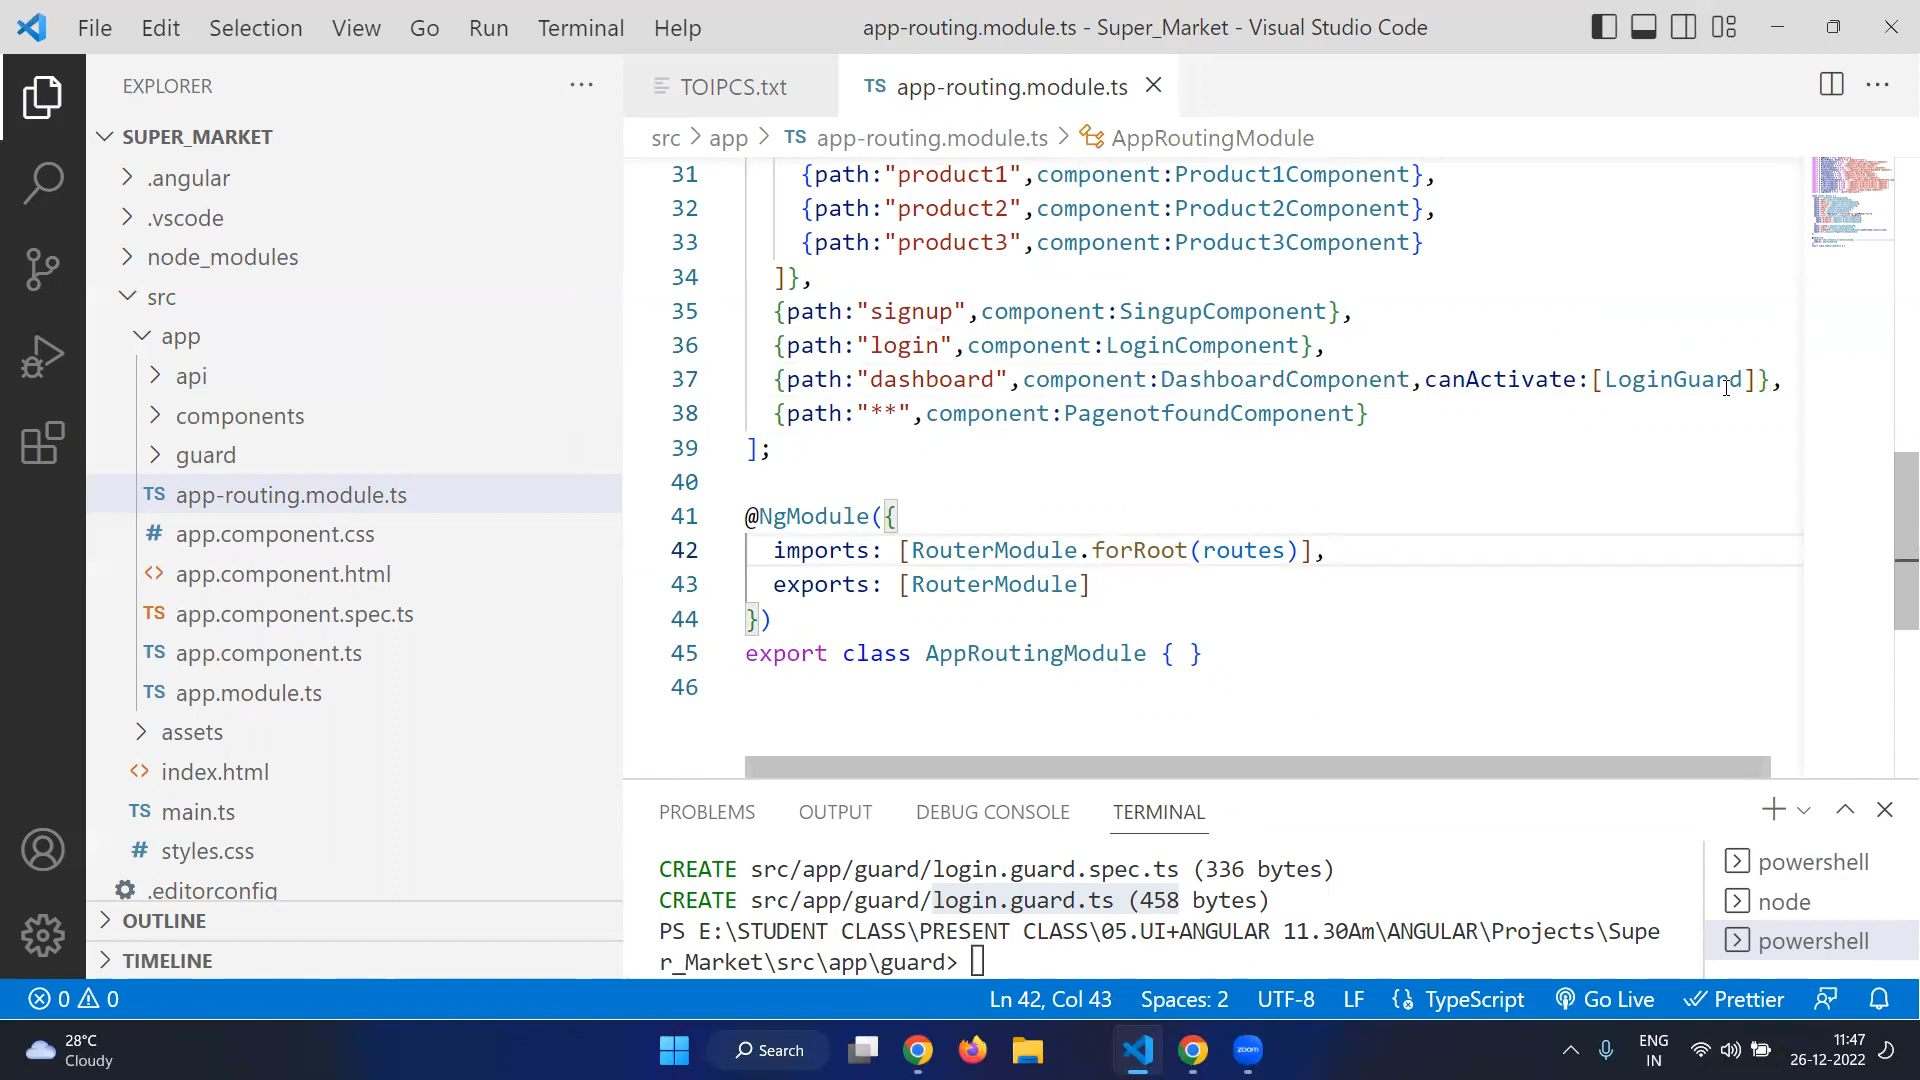 File Edit Selection View Go Run Terminal Help app-routing.module.ts - Super_Market - Visual Studio Code
EXPLORER
SUPER_MARKET
.angular
.vscode
node_modules
src
app
api
components
guard
TS app-routing.module.ts
# app.component.css
<> app.component.html
TS app.component.spec.ts
TS app.component.ts
TS app.module.ts
assets
<> index.html
TS main.ts
# styles.css
.editorconfig
OUTLINE
TIMELINE
TOIPCS.txt TS app-routing.module.ts
src > app > TS app-routing.module.ts > AppRoutingModule
31 {path:"product1",component:Product1Component},
32 {path:"product2",component:Product2Component},
33 {path:"product3",component:Product3Component}
34 ]},
35 {path:"signup",component:SingupComponent},
36 {path:"login",component:LoginComponent},
37 {path:"dashboard",component:DashboardComponent,canActivate:[LoginGuard]},
38 {path:"**",component:PagenotfoundComponent}
39 ];
40
41 @NgModule({
42 imports: [RouterModule.forRoot(routes)],
43 exports: [RouterModule]
44 })
45 export class AppRoutingModule { }
46
PROBLEMS OUTPUT DEBUG CONSOLE TERMINAL
CREATE src/app/guard/login.guard.spec.ts (336 bytes)
CREATE src/app/guard/login.guard.ts (458 bytes)
PS E:\STUDENT CLASS\PRESENT CLASS\05.UI+ANGULAR 11.30Am\ANGULAR\Projects\Supe
r_Market\src\app\guard>
powershell
node
powershell
0 0 Ln 42, Col 43 Spaces: 2 UTF-8 LF TypeScript Go Live Prettier
28°C
Cloudy
Search
zoom
ENG
IN
11:47
26-12-2022